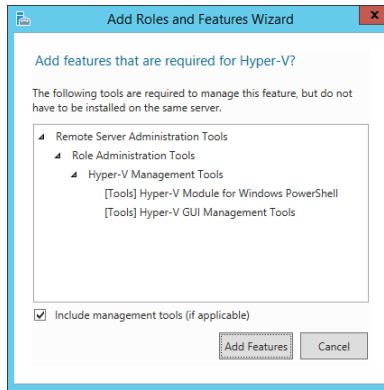 Add Roles and Features Wizard
x
Add features that are required for Hyper-V?
The following tools are required to manage this feature, but do not
have to be installed on the same server.
Remote Server Administration Tools
Role Administration Tools
Hyper-V Management Tools
[Tools] Hyper-V Module for Windows PowerShell
[Tools] Hyper-V GUI Management Tools
Include management tools (if applicable)
Add Features Cancel